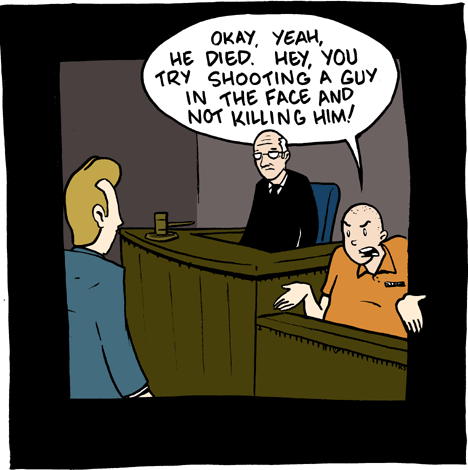 OKAY, YEAH,
HE DIED. HEY, YOU
TRY SHOOTING A GUY
IN THE FACE AND
NOT KILLING HIM!